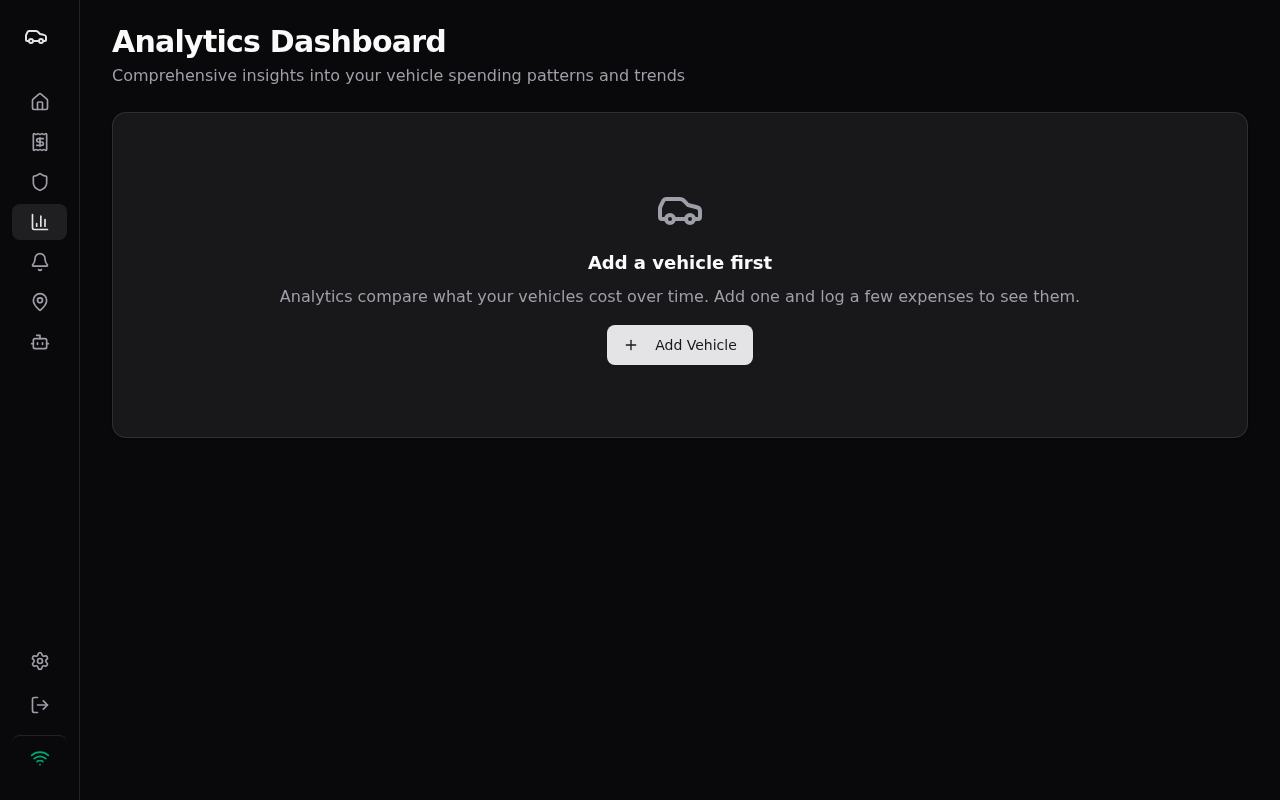 Analytics Dashboard
Comprehensive insights into your vehicle spending patterns and trends
Add a vehicle first
Analytics compare what your vehicles cost over time. Add one and log a few expenses to see them.
Add Vehicle